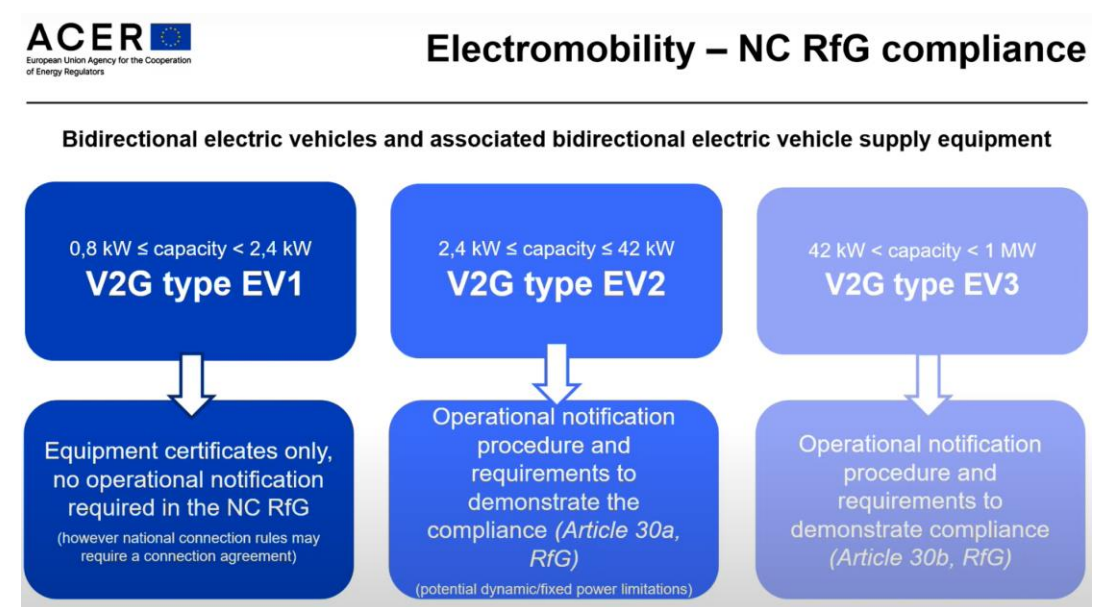 ACER
European Union Agency for the Cooperation
of Energy Regulators
Electromobility – NC RfG compliance
Bidirectional electric vehicles and associated bidirectional electric vehicle supply equipment
0,8 kW ≤ capacity < 2,4 kW
V2G type EV1
Equipment certificates only,
no operational notification
required in the NC RfG
(however national connection rules may
require a connection agreement)
2,4 kW ≤ capacity ≤ 42 kW
V2G type EV2
Operational notification
procedure and
requirements to
demonstrate the
compliance (Article 30a,
RfG)
(potential dynamic/fixed power limitations)
42 kW < capacity < 1 MW
V2G type EV3
Operational notification
procedure and
requirements to
demonstrate compliance
(Article 30b, RfG)